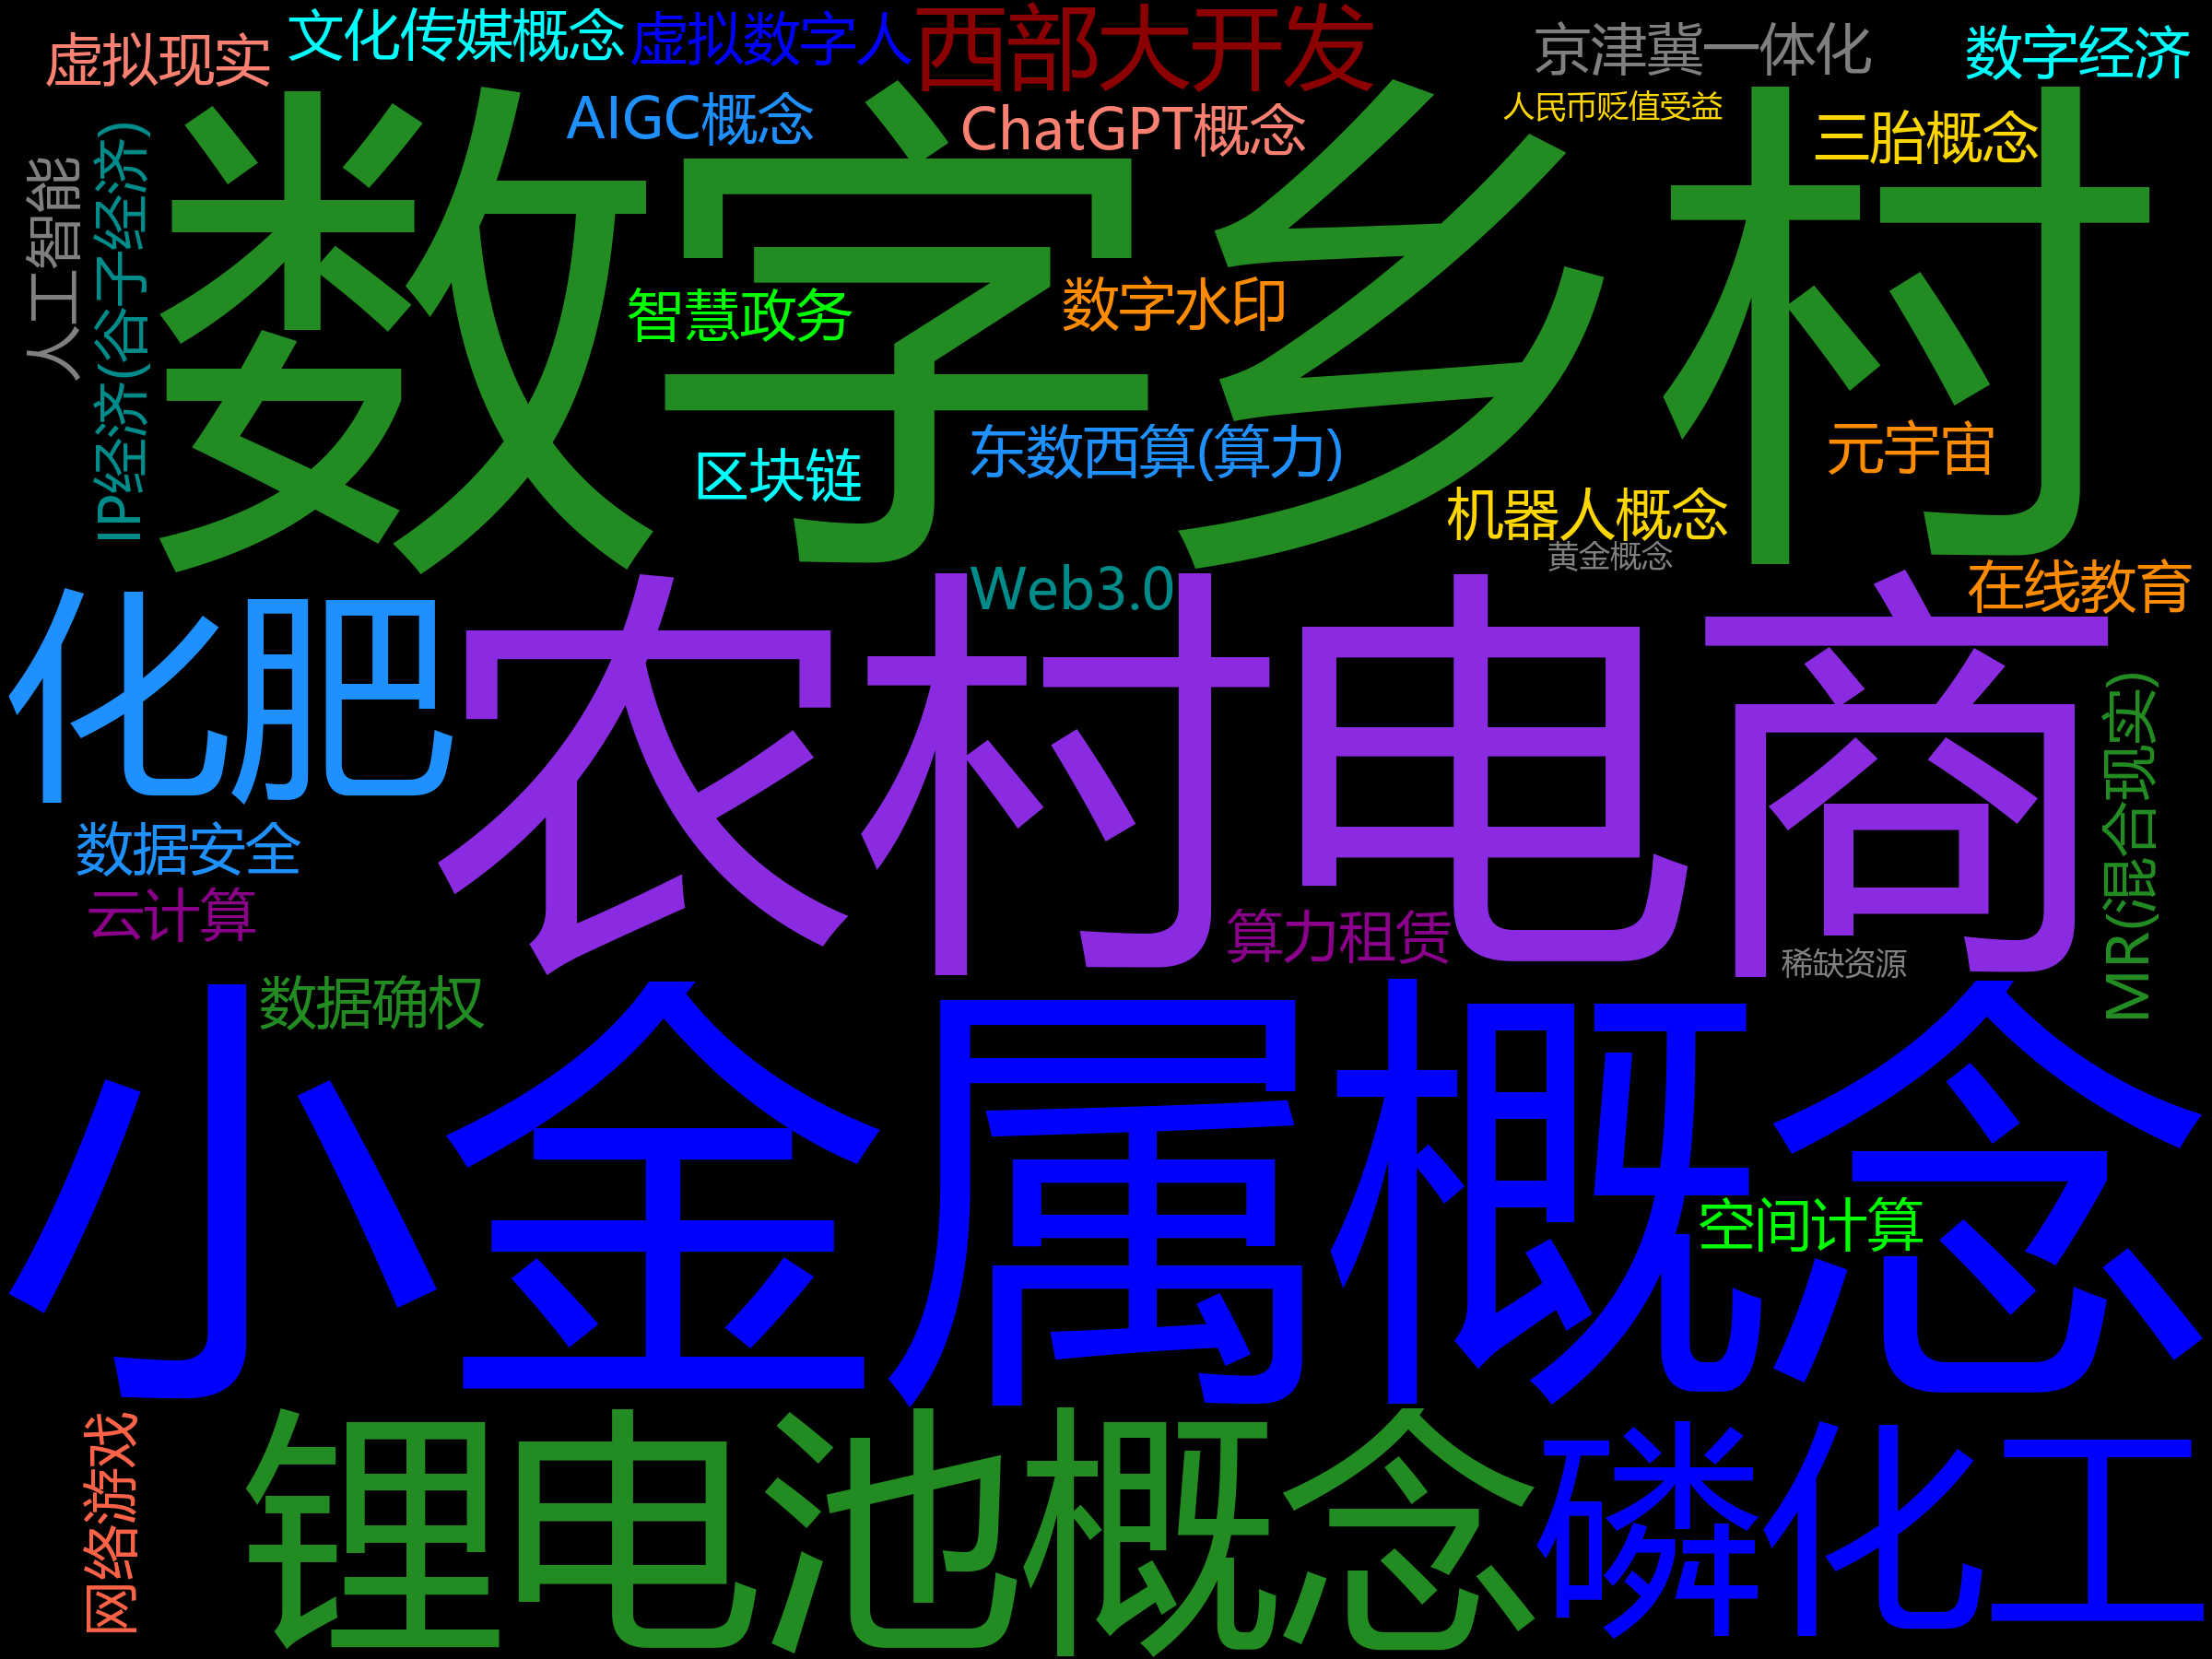 虚拟现实
文化传媒概念
虚拟数字人
西部大开发
京津冀一体化
数字经济
AIGC概念
ChatGPT概念
人民币贬值受益
三胎概念
人工智能
IP经济(谷子经济)
数字乡村
智慧政务
数字水印
区块链
东数西算(算力)
元宇宙
机器人概念
黄金概念
Web3.0
在线教育
化肥
农村电商
MR(混合现实)
数据安全
云计算
算力租赁
稀缺资源
数据确权
小金属概念
空间计算
网络游戏
锂电池概念
磷化工